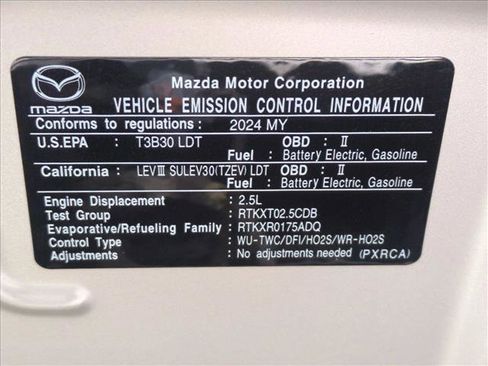 mazda
Mazda Motor Corporation
VEHICLE EMISSION CONTROL INFORMATION
Conforms to regulations : 2024 MY
U.S.EPA : T3B30 LDT OBD : II
Fuel : Battery Electric, Gasoline
California : LEVⅢ SULEV30(TZEV) LDT OBD : II
Fuel : Battery Electric, Gasoline
Engine Displacement : 2.5L
Test Group : RTKXT02.5CDB
Evaporative/Refueling Family : RTKXR0175ADQ
Control Type : WU-TWC/DFI/HO2S/WR-HO2S
Adjustments : No adjustments needed (PXRCA)